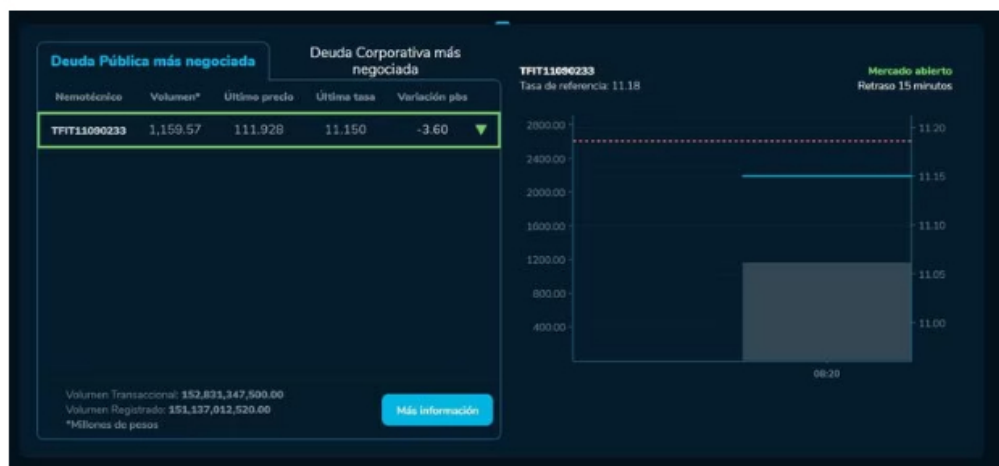 Deuda Pública más negociada
Deuda Corporativa más
negociada
Nemotécnico Volumen* Último precio Última tasa Variación pbs
TFIT11090233 1,159.57 111.928 11.150 -3.60
Volumen Transaccional: 152,831,347,500.00
Volumen Registrado: 151,137,012,520.00
*Millones de pesos
Más información
TFIT11090233
Tasa de referencia: 11.18
Mercado abierto
Retraso 15 minutos
2800.00
2400.00
2000.00
1600.00
1200.00
800.00
400.00
11.20
11.15
11.10
11.05
11.00
08:20